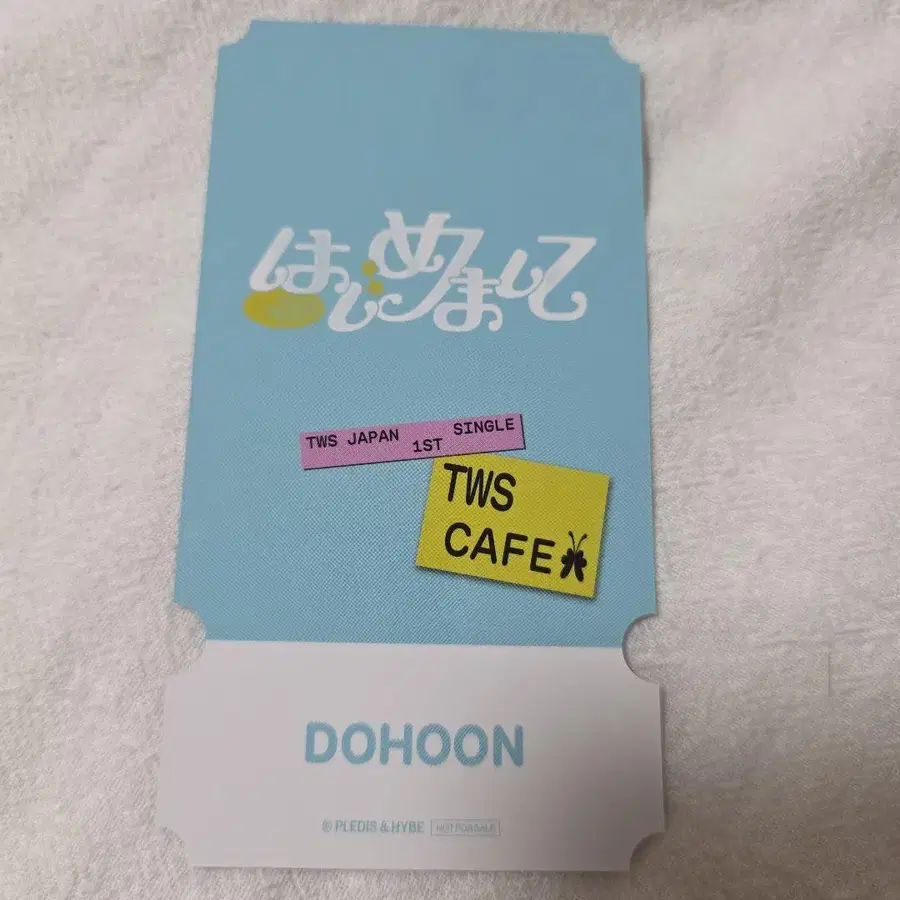 はじめまして
TWS JAPAN 1ST SINGLE
TWS
CAFE
DOHOON
© PLEDIS & HYBE NOT FOR SALE